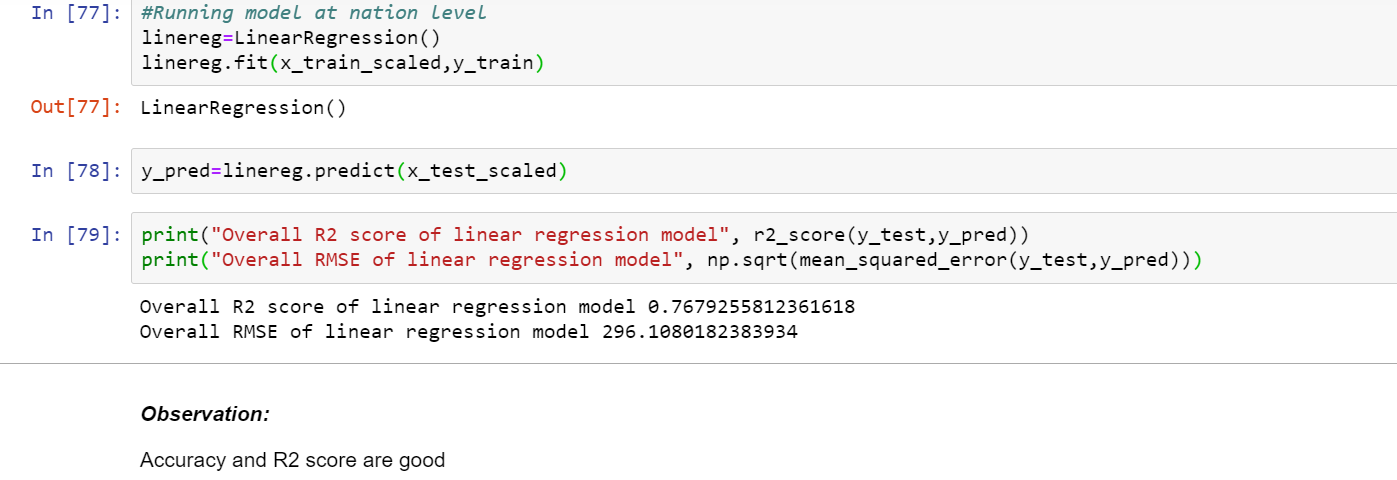 In [77]: #Running model at nation level
linereg=LinearRegression()
linereg.fit(x_train_scaled,y_train)
Out[77]: LinearRegression()
In [78]: y_pred=linereg.predict(x_test_scaled)
In [79]: print("Overall R2 score of linear regression model", r2_score(y_test,y_pred))
print("Overall RMSE of linear regression model", np.sqrt(mean_squared_error(y_test,y_pred)))
Overall R2 score of linear regression model 0.7679255812361618
Overall RMSE of linear regression model 296.1080182383934
Observation:
Accuracy and R2 score are good